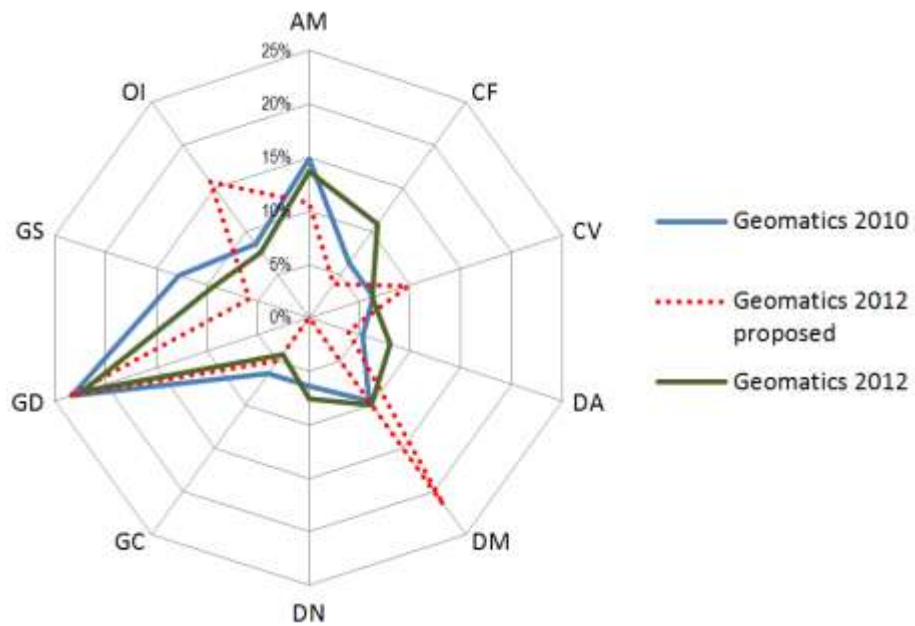 AM
25%
OI
CF
20%
15%
10%
GS
CV
Geomatics 2010
5%
Geomatics 2012
proposed
0%
Geomatics 2012
GD
DA
GC
DM
DN